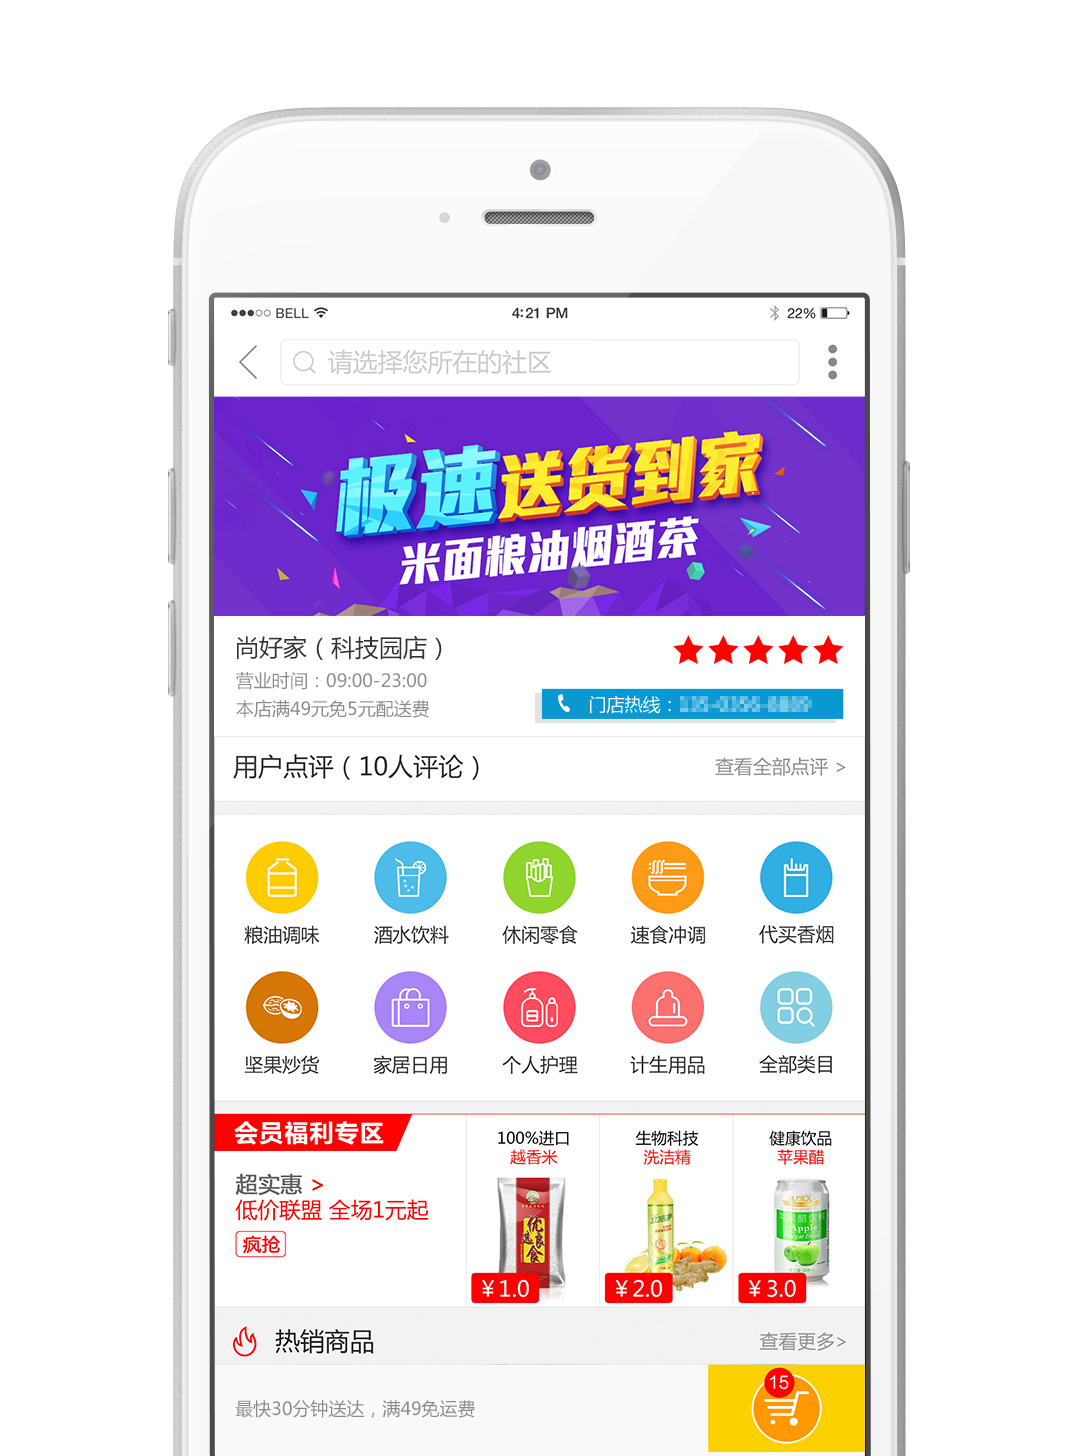 BELL 4:21 PM 22%
请选择您所在的社区
极速送货到家
米面粮油烟酒茶
尚好家（科技园店）
营业时间：09:00-23:00
本店满49元免5元配送费
门店热线：
用户点评（10人评论） 查看全部点评 >
粮油调味 酒水饮料 休闲零食 速食冲调 代买香烟
坚果炒货 家居日用 个人护理 计生用品 全部类目
会员福利专区
超实惠 >
低价联盟 全场1元起
疯抢
100%进口
越香米
优良食
¥1.0
生物科技
洗洁精
¥2.0
健康饮品
苹果醋
Apple
¥3.0
热销商品 查看更多>
最快30分钟送达，满49免运费
15